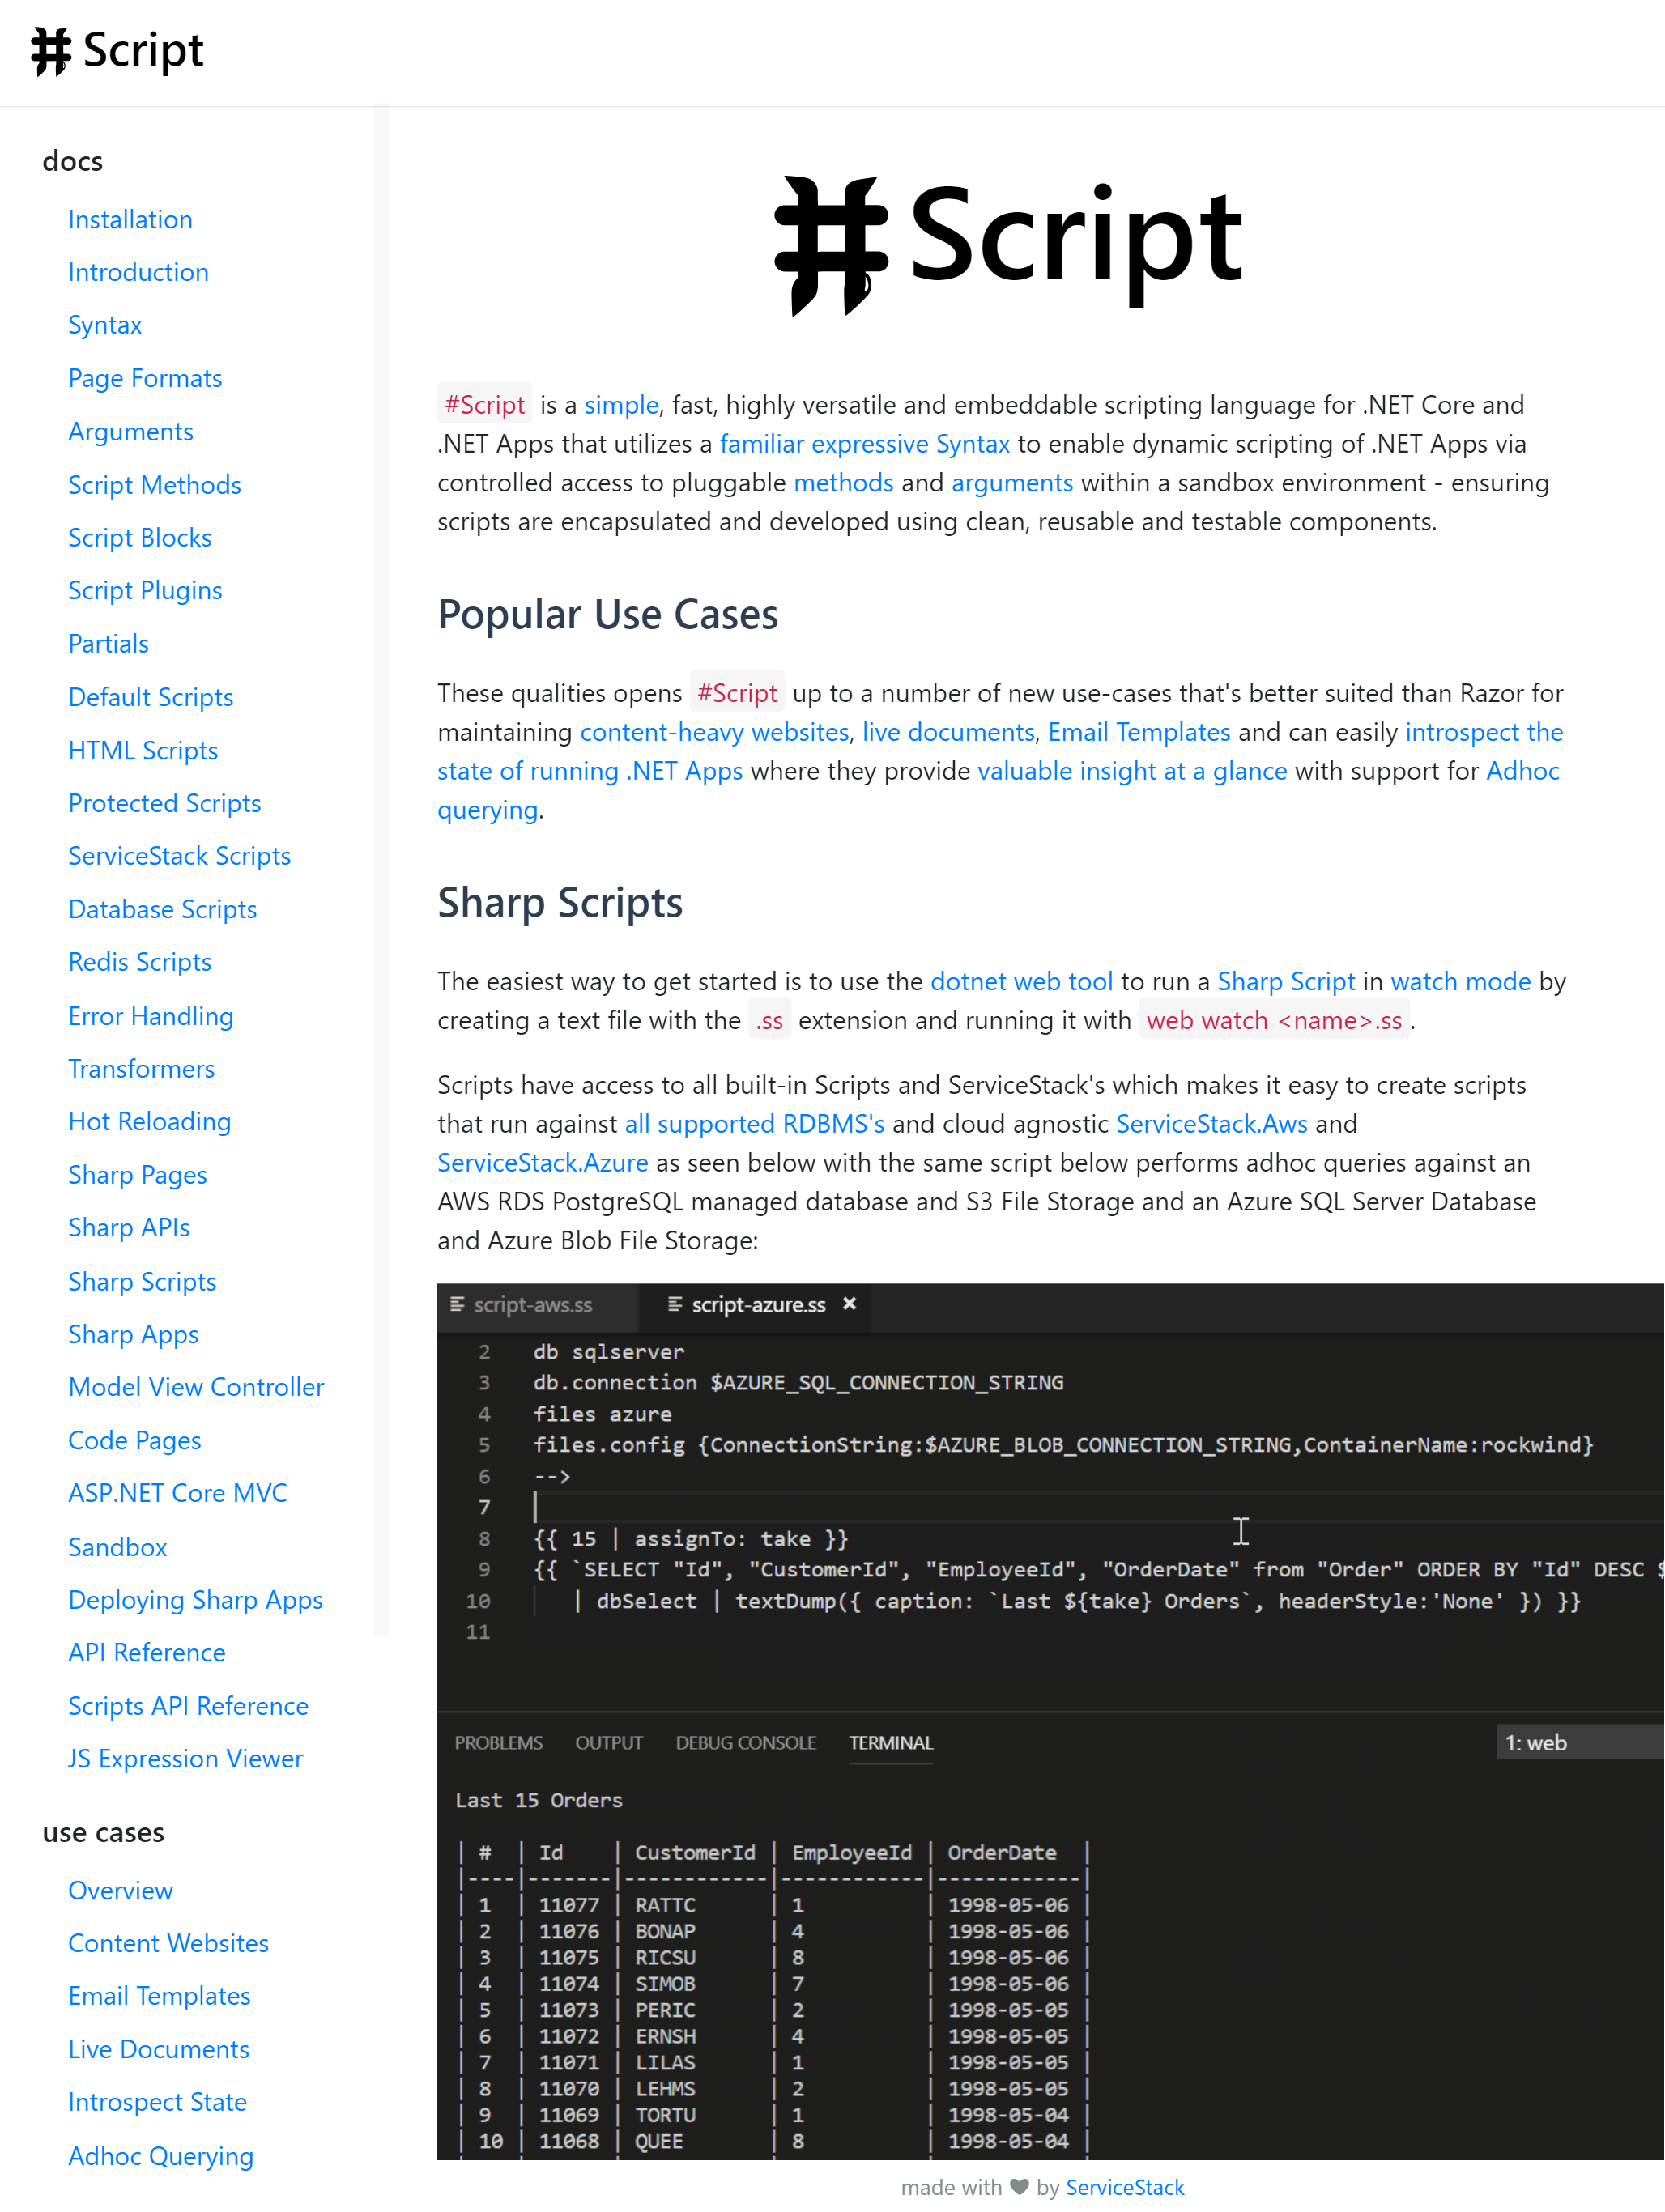 #Script
docs
Installation
Introduction
Syntax
Page Formats
Arguments
Script Methods
Script Blocks
Script Plugins
Partials
Default Scripts
HTML Scripts
Protected Scripts
ServiceStack Scripts
Database Scripts
Redis Scripts
Error Handling
Transformers
Hot Reloading
Sharp Pages
Sharp APIs
Sharp Scripts
Sharp Apps
Model View Controller
Code Pages
ASP.NET Core MVC
Sandbox
Deploying Sharp Apps
API Reference
Scripts API Reference
JS Expression Viewer
use cases
Overview
Content Websites
Email Templates
Live Documents
Introspect State
Adhoc Querying
#Script
#Script is a simple, fast, highly versatile and embeddable scripting language for .NET Core and
.NET Apps that utilizes a familiar expressive Syntax to enable dynamic scripting of .NET Apps via
controlled access to pluggable methods and arguments within a sandbox environment - ensuring
scripts are encapsulated and developed using clean, reusable and testable components.
Popular Use Cases
These qualities opens #Script up to a number of new use-cases that's better suited than Razor for
maintaining content-heavy websites, live documents, Email Templates and can easily introspect the
state of running .NET Apps where they provide valuable insight at a glance with support for Adhoc
querying.
Sharp Scripts
The easiest way to get started is to use the dotnet web tool to run a Sharp Script in watch mode by
creating a text file with the .ss extension and running it with web watch <name>.ss .
Scripts have access to all built-in Scripts and ServiceStack's which makes it easy to create scripts
that run against all supported RDBMS's and cloud agnostic ServiceStack.Aws and
ServiceStack.Azure as seen below with the same script below performs adhoc queries against an
AWS RDS PostgreSQL managed database and S3 File Storage and an Azure SQL Server Database
and Azure Blob File Storage:
script-aws.ss script-azure.ss ×
2 db sqlserver
3 db.connection $AZURE_SQL_CONNECTION_STRING
4 files azure
5 files.config {ConnectionString:$AZURE_BLOB_CONNECTION_STRING,ContainerName:rockwind}
6 -->
7
8 {{ 15 | assignTo: take }}
9 {{ `SELECT "Id", "CustomerId", "EmployeeId", "OrderDate" from "Order" ORDER BY "Id" DESC $
10 | dbSelect | textDump({ caption: `Last ${take} Orders`, headerStyle:'None' }) }}
11
PROBLEMS OUTPUT DEBUG CONSOLE TERMINAL 1: web
Last 15 Orders
| # | Id | CustomerId | EmployeeId | OrderDate |
|----|-------|------------|------------|------------|
| 1 | 11077 | RATTC | 1 | 1998-05-06 |
| 2 | 11076 | BONAP | 4 | 1998-05-06 |
| 3 | 11075 | RICSU | 8 | 1998-05-06 |
| 4 | 11074 | SIMOB | 7 | 1998-05-06 |
| 5 | 11073 | PERIC | 2 | 1998-05-05 |
| 6 | 11072 | ERNSH | 4 | 1998-05-05 |
| 7 | 11071 | LILAS | 1 | 1998-05-05 |
| 8 | 11070 | LEHMS | 2 | 1998-05-05 |
| 9 | 11069 | TORTU | 1 | 1998-05-04 |
| 10 | 11068 | QUEE | 8 | 1998-05-04 |
made with ♥ by ServiceStack